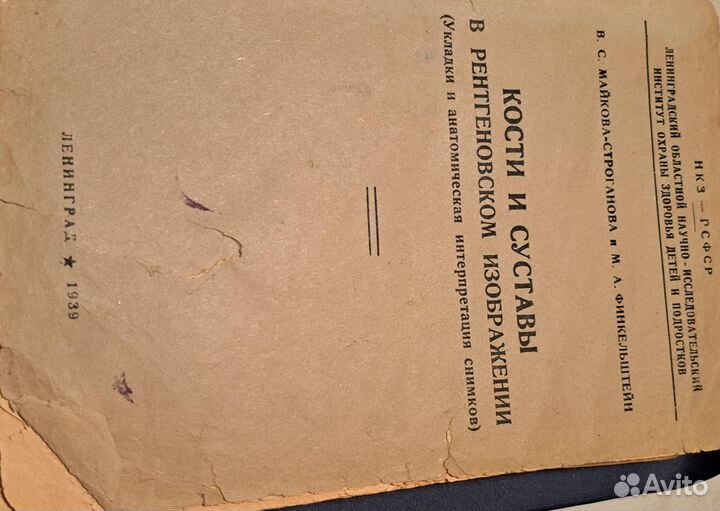 НКЗ — РСФСР
ЛЕНИНГРАДСКИЙ ОБЛАСТНОЙ НАУЧНО-ИССЛЕДОВАТЕЛЬСКИЙ
ИНСТИТУТ ОХРАНЫ ЗДОРОВЬЯ ДЕТЕЙ И ПОДРОСТКОВ
В. С. МАЙКОВА-СТРОГАНОВА и М. А. ФИНКЕЛЬШТЕЙН
КОСТИ И СУСТАВЫ
В РЕНТГЕНОВСКОМ ИЗОБРАЖЕНИИ
(Укладки и анатомическая интерпретация снимков)
ЛЕНИНГРАД ★ 1939
Avito